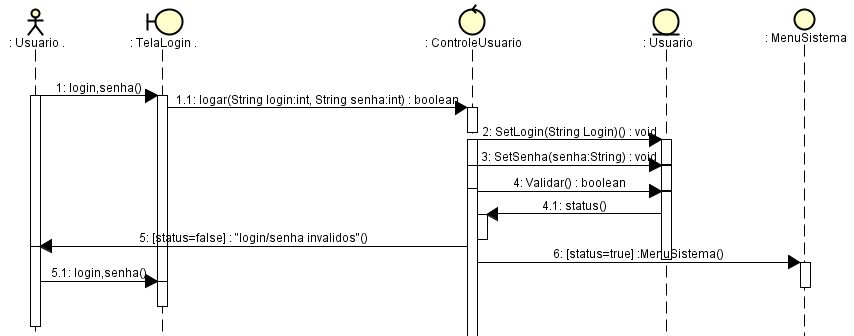 : Usuario .
: TelaLogin .
: ControleUsuario
: Usuario
: MenuSistema
1: login,senha()
1.1: logar(String login:int, String senha:int) : boolean
2: SetLogin(String Login)() : void
3: SetSenha(senha:String) : void
4: Validar() : boolean
4.1: status()
5: [status=false] : "login/senha invalidos"()
6: [status=true] :MenuSistema()
5.1: login,senha()